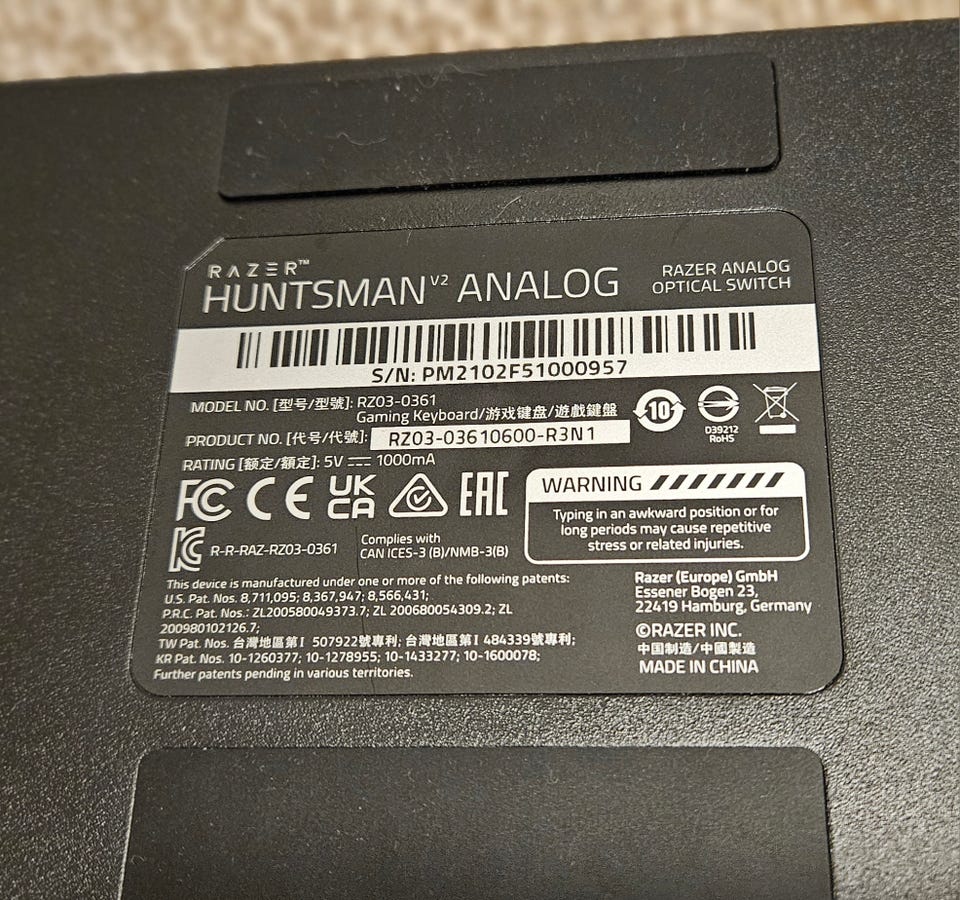 RAZER™
HUNTSMAN V2 ANALOG
RAZER ANALOG
OPTICAL SWITCH
S/N: PM2102F51000957
MODEL NO. [型号/型號]: RZ03-0361
Gaming Keyboard/游戏键盘/遊戲鍵盤
PRODUCT NO. [代号/代號]: RZ03-03610600-R3N1
RATING [额定/額定]: 5V ⎓ 1000mA
10
D39212
RoHS
FC CE UK
CA EAC
WARNING
Typing in an awkward position or for
long periods may cause repetitive
stress or related injuries.
KC R-R-RAZ-RZ03-0361
Complies with
CAN ICES-3 (B)/NMB-3(B)
This device is manufactured under one or more of the following patents:
U.S. Pat. Nos. 8,711,095; 8,367,947; 8,566,431;
P.R.C. Pat. Nos.: ZL200580049373.7; ZL 200680054309.2; ZL
200980102126.7;
TW Pat. Nos. 台灣地區第I 507922號專利; 台灣地區第I 484339號專利;
KR Pat. Nos. 10-1260377; 10-1278955; 10-1433277; 10-1600078;
Further patents pending in various territories.
Razer (Europe) GmbH
Essener Bogen 23,
22419 Hamburg, Germany
©RAZER INC.
中国制造/中國製造
MADE IN CHINA